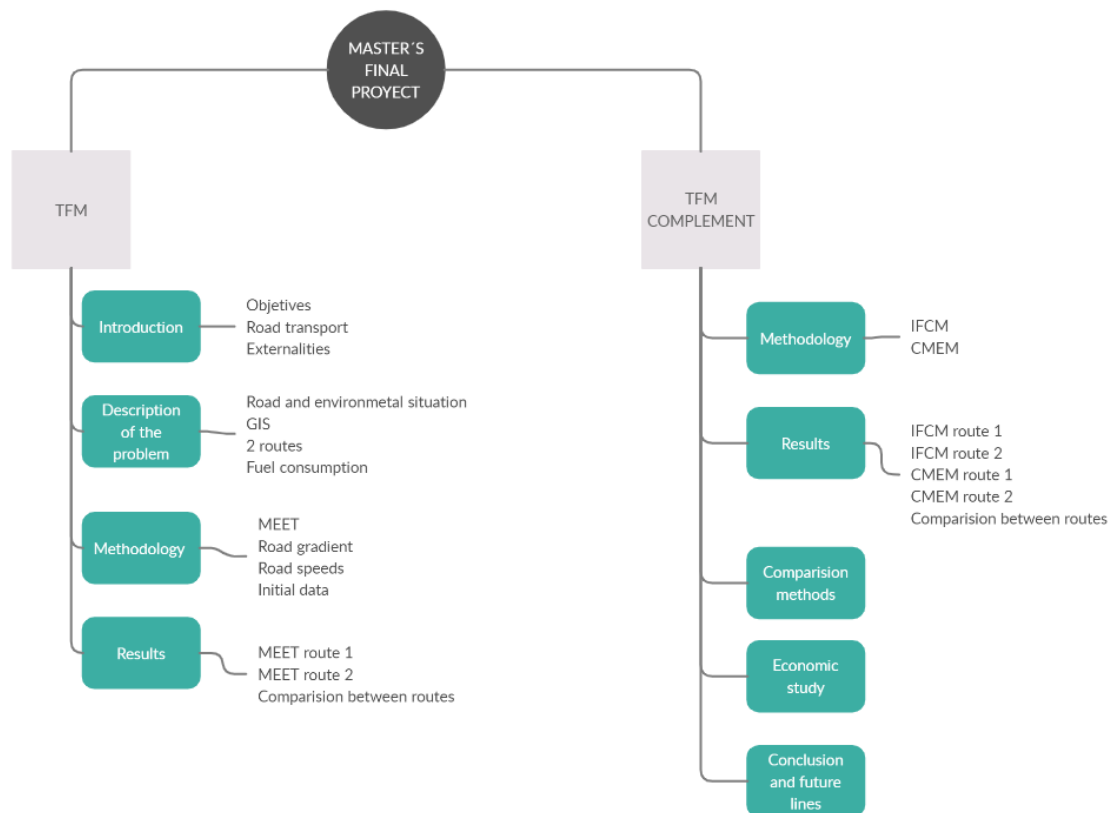 MASTER´S
FINAL
PROYECT
TFM
Introduction
Objetives
Road transport
Externalities
Description
of the
problem
Road and environmetal situation
GIS
2 routes
Fuel consumption
Methodology
MEET
Road gradient
Road speeds
Initial data
Results
MEET route 1
MEET route 2
Comparision between routes
TFM
COMPLEMENT
Methodology
IFCM
CMEM
Results
IFCM route 1
IFCM route 2
CMEM route 1
CMEM route 2
Comparision between routes
Comparision
methods
Economic
study
Conclusion
and future
lines